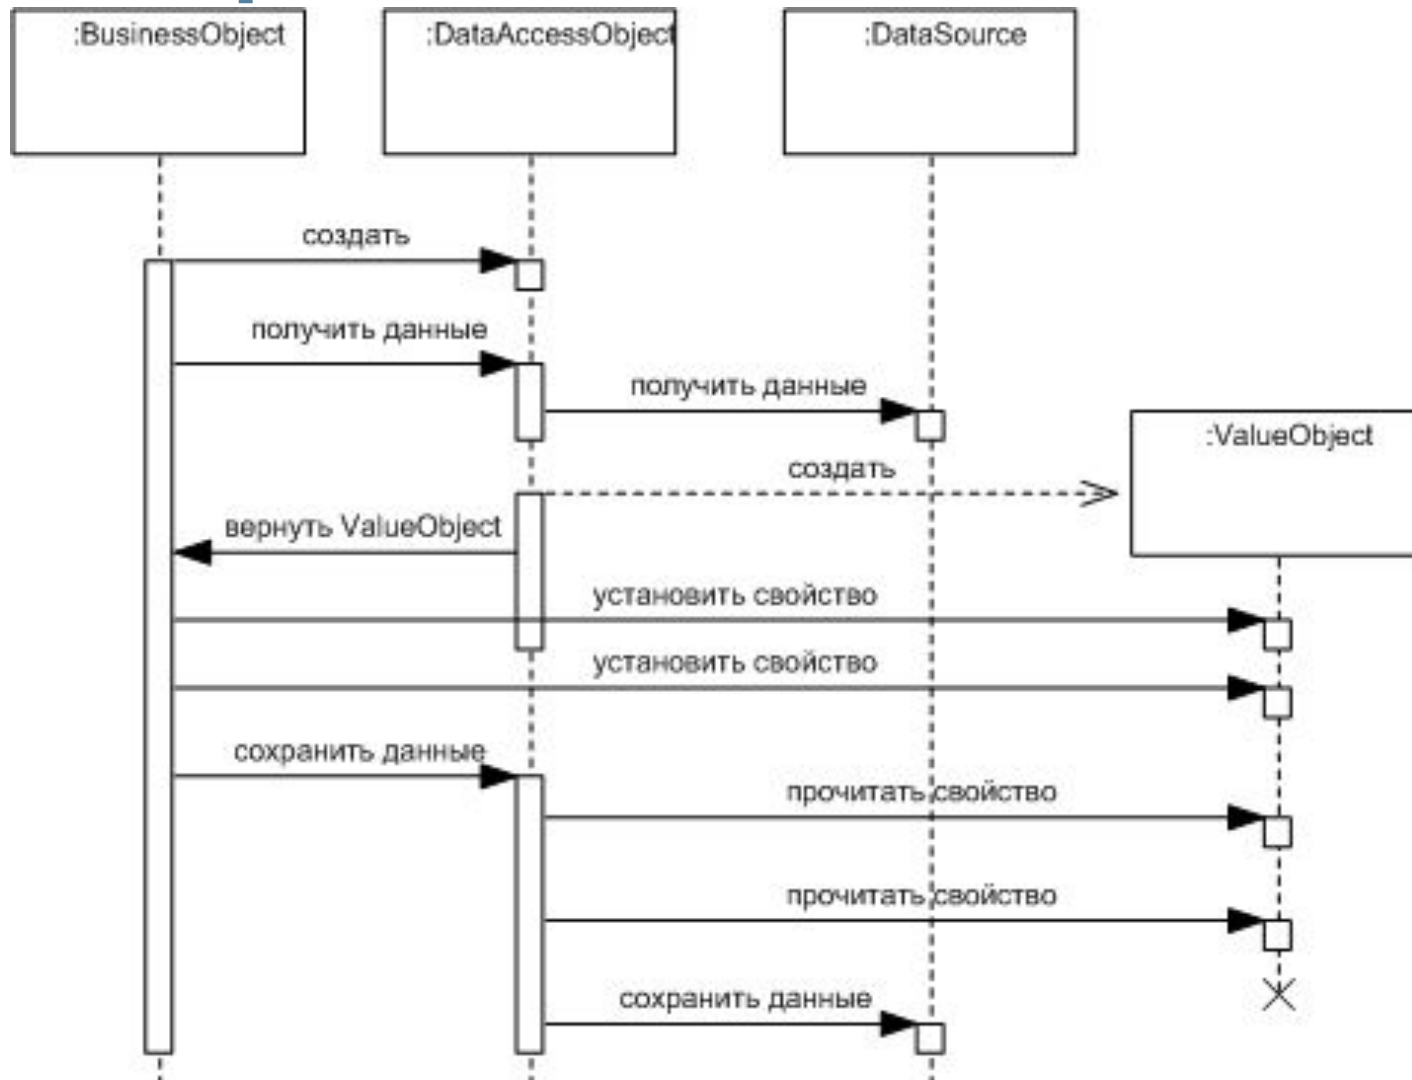 :BusinessObject
:DataAccessObject
:DataSource
создать
получить данные
получить данные
:ValueObject
создать
вернуть ValueObject
установить свойство
установить свойство
сохранить данные
прочитать свойство
прочитать свойство
сохранить данные